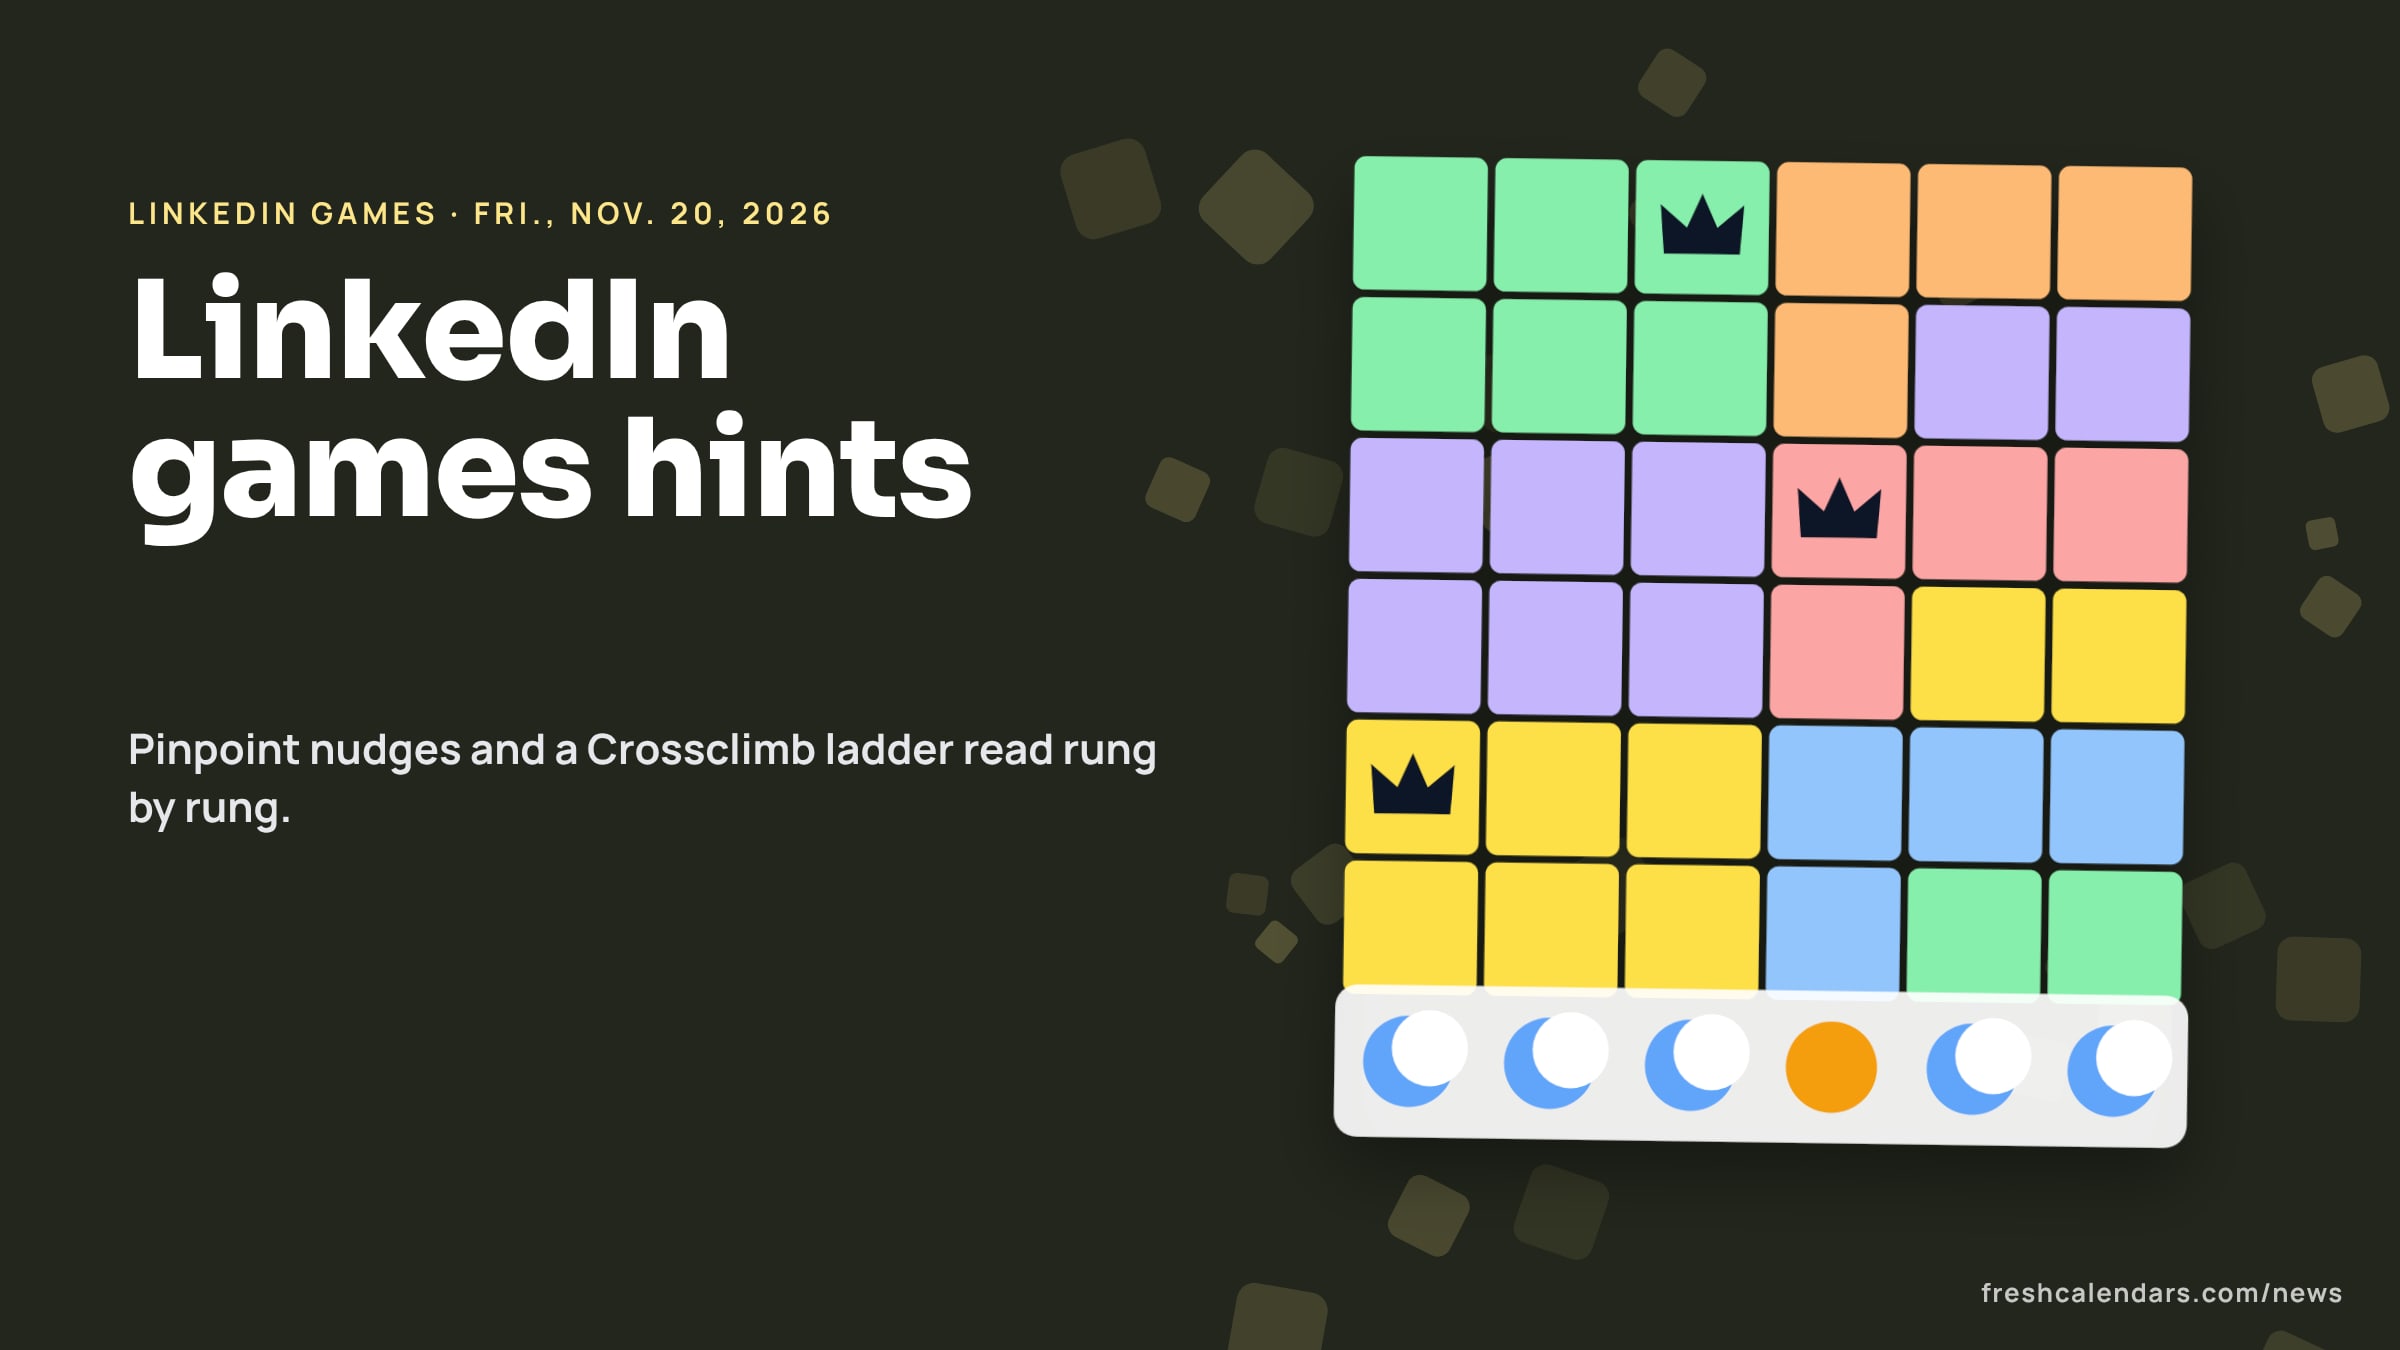 LINKEDIN GAMES · FRI., NOV. 20, 2026
LinkedIn
games hints
Pinpoint nudges and a Crossclimb ladder read rung
by rung.
freshcalendars.com/news